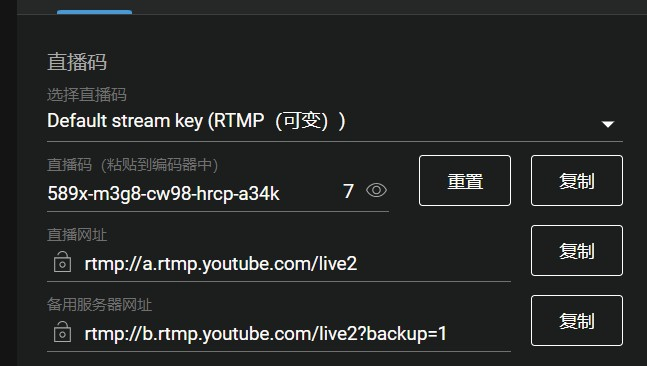 直播码
选择直播码
Default stream key (RTMP（可变）)
直播码（粘贴到编码器中）
589x-m3g8-cw98-hrcp-a34k 7
重置
复制
直播网址
rtmp://a.rtmp.youtube.com/live2
复制
备用服务器网址
rtmp://b.rtmp.youtube.com/live2?backup=1
复制